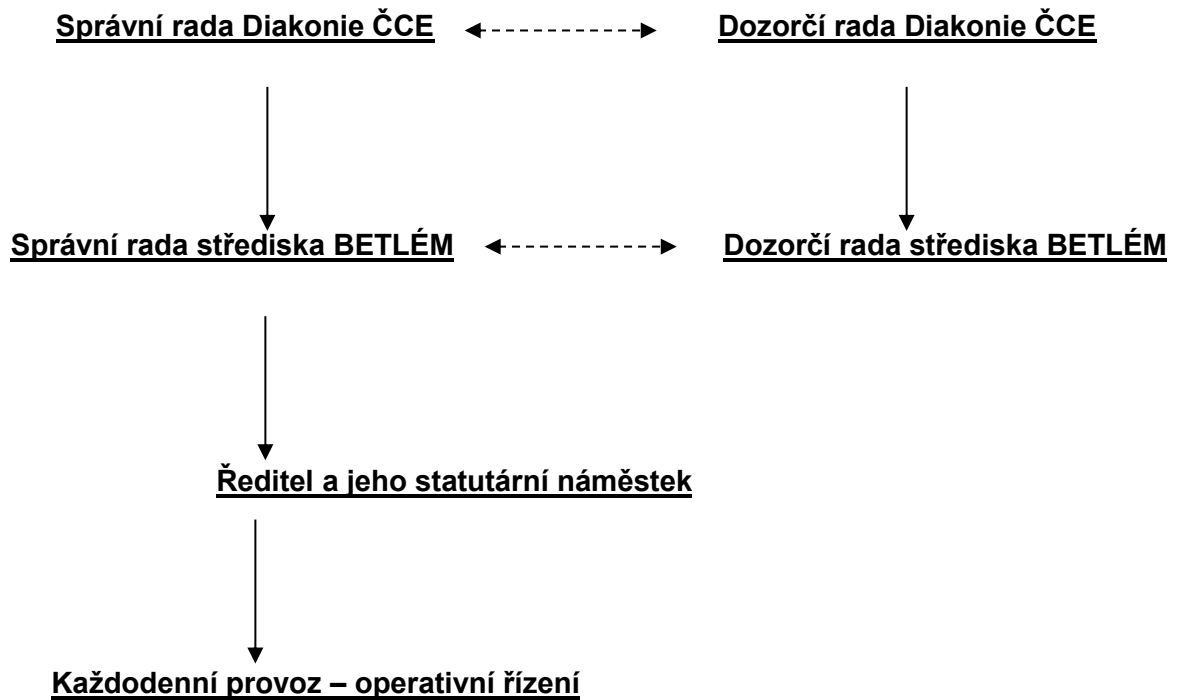 Správní rada Diakonie ČCE
Dozorčí rada Diakonie ČCE
Správní rada střediska BETLÉM
Dozorčí rada střediska BETLÉM
Ředitel a jeho statutární náměstek
Každodenní provoz – operativní řízení